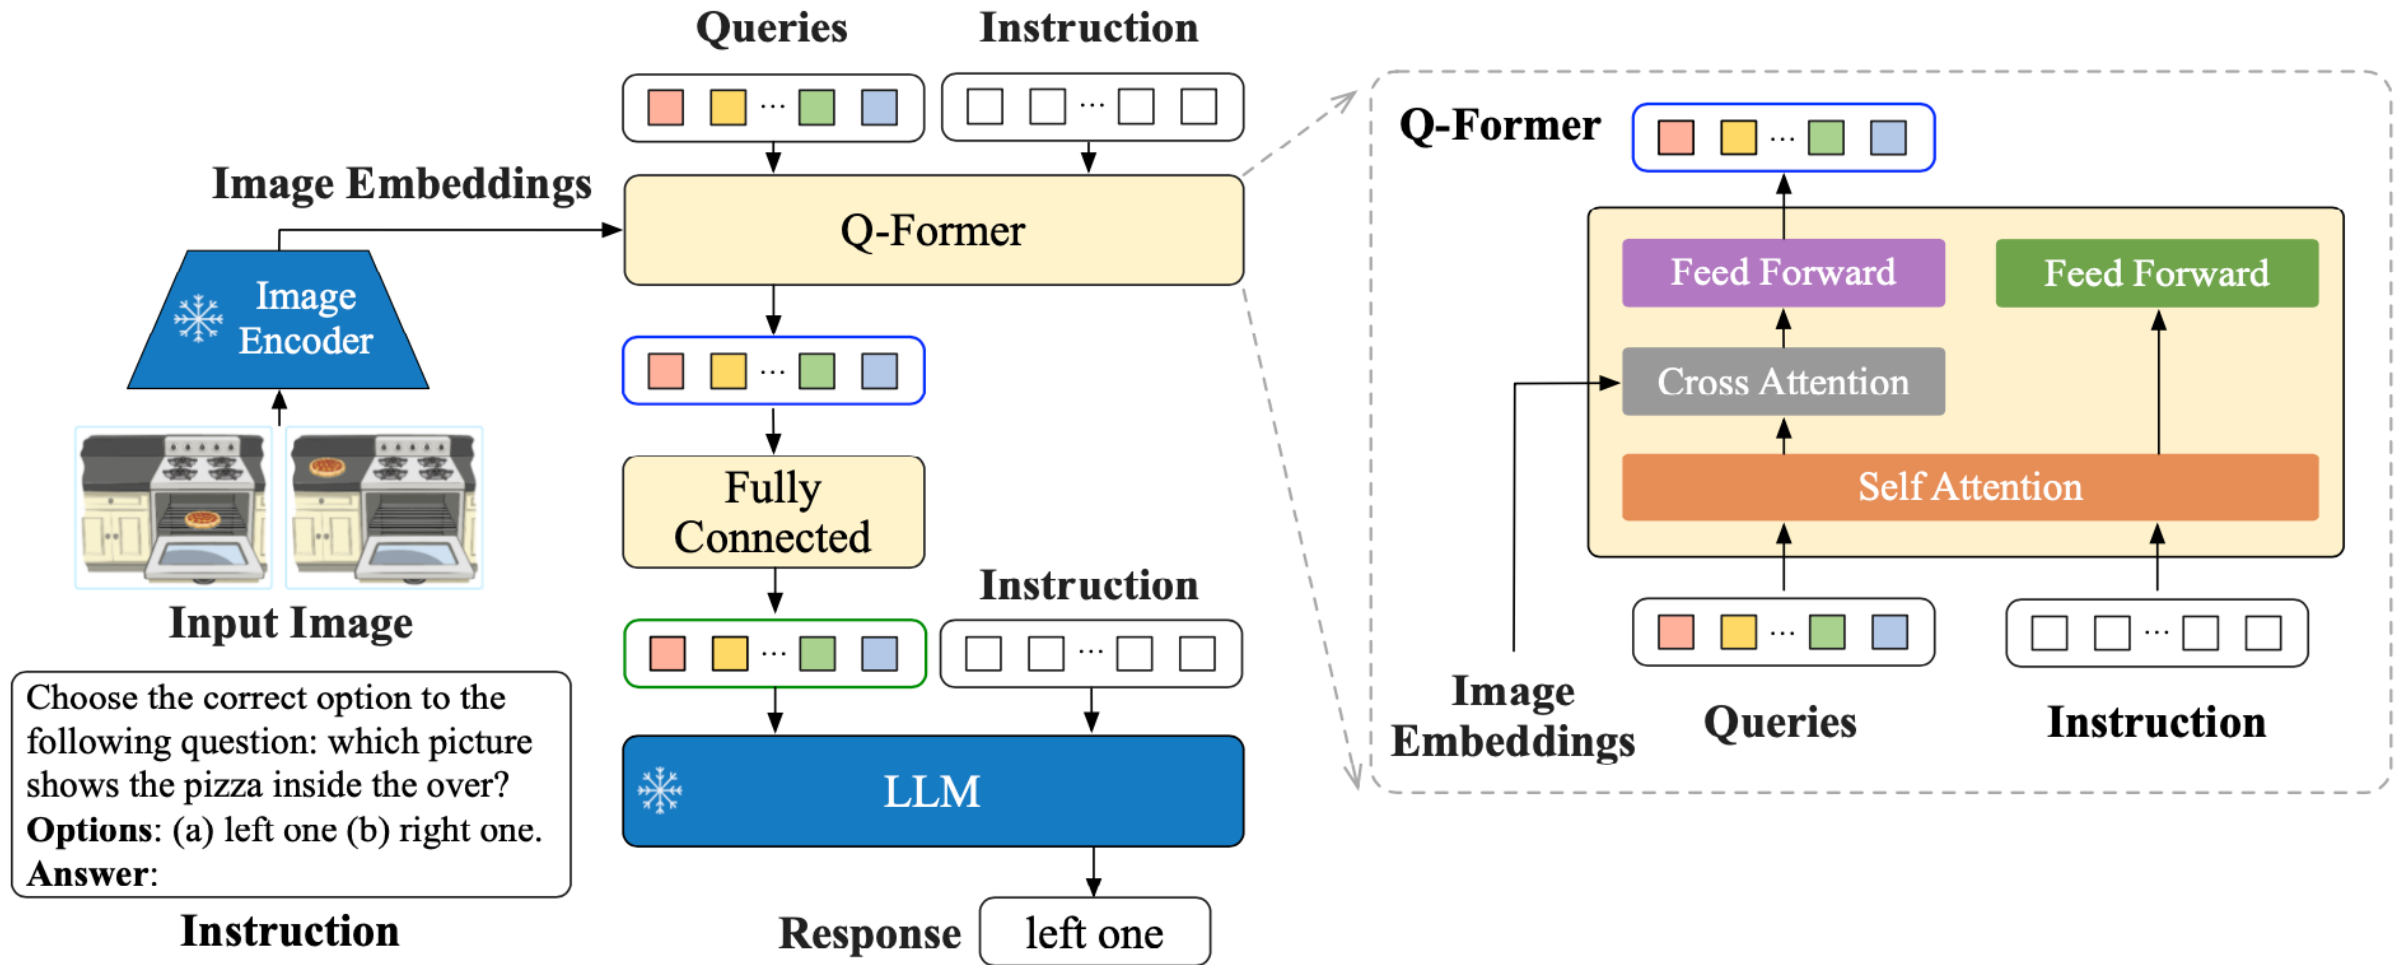 Queries
Instruction
Image Embeddings
Q-Former
Image
Encoder
Fully
Connected
Input Image
Instruction
Choose the correct option to the
following question: which picture
shows the pizza inside the over?
Options: (a) left one (b) right one.
Answer:
Instruction
LLM
Response
left one
Q-Former
Feed Forward
Feed Forward
Cross Attention
Self Attention
Image
Embeddings
Queries
Instruction